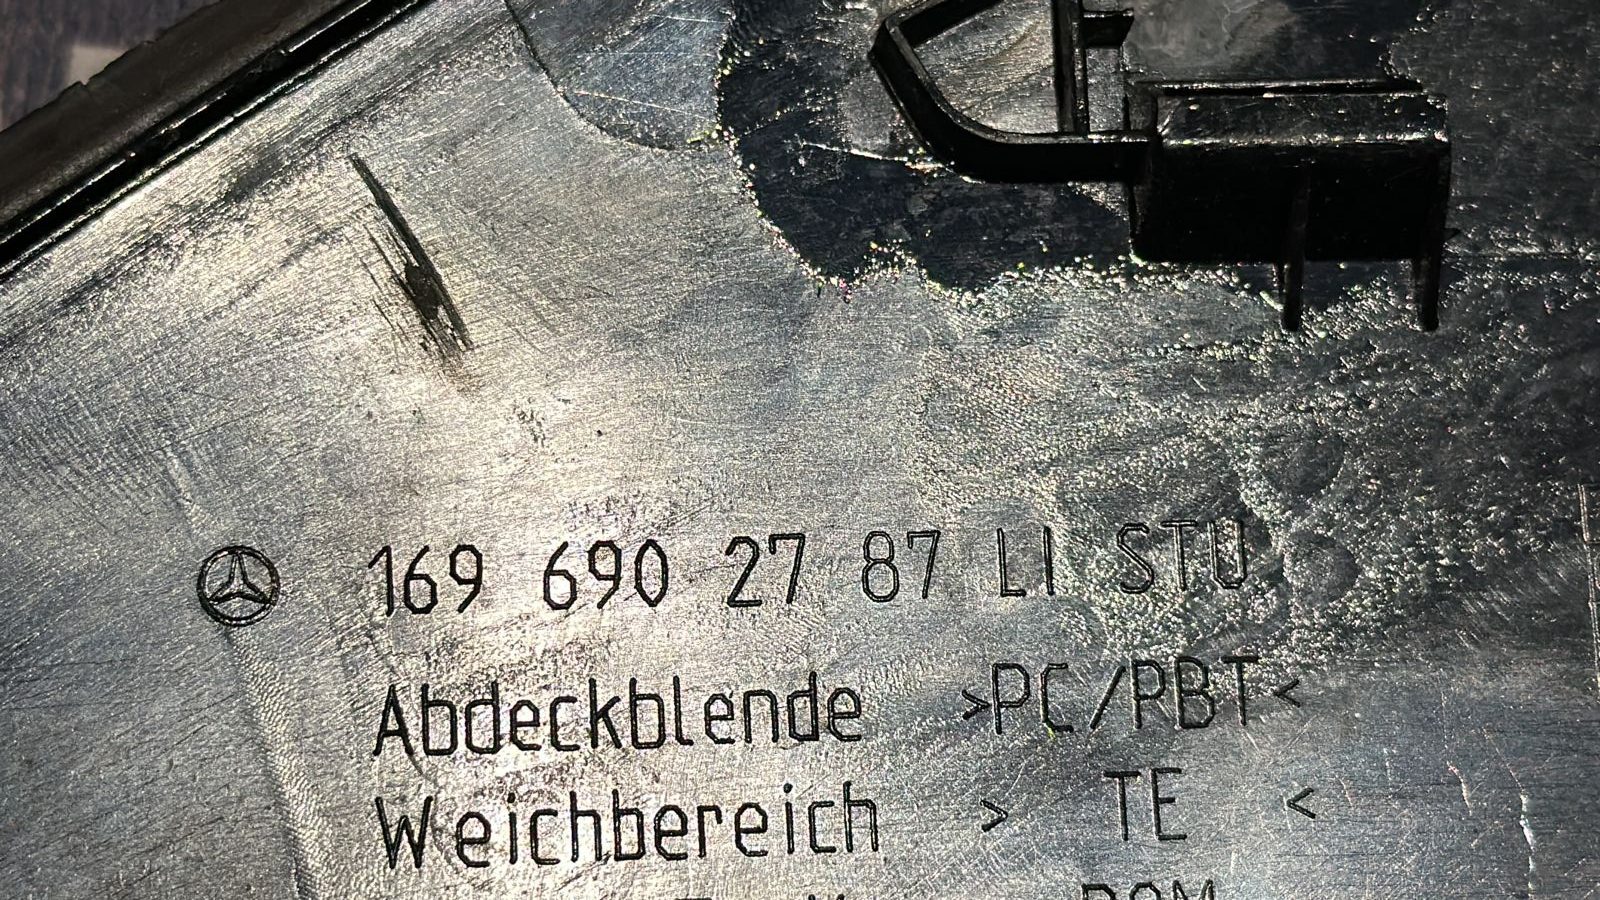 169 690 27 87 LI STU
Abdeckblende >PC/PBT<
Weichbereich > TE <